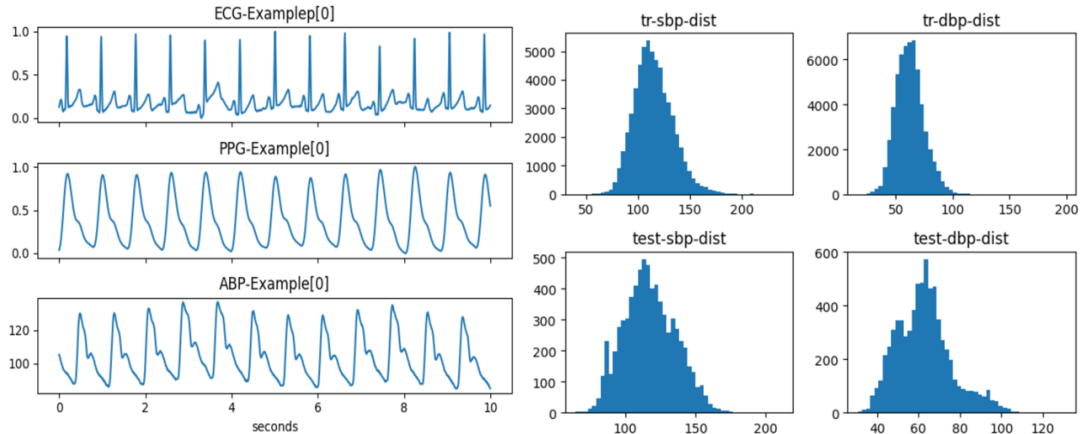 ECG-Examplep[0]
1.0
0.5
0.0
PPG-Example[0]
1.0
0.5
0.0
ABP-Example[0]
120
100
0 2 4 6 8 10
seconds
tr-sbp-dist
5000
4000
3000
2000
1000
0
50 100 150 200
tr-dbp-dist
6000
4000
2000
0
50 100 150 200
test-sbp-dist
500
400
300
200
100
0
100 150 200
test-dbp-dist
600
400
200
0
40 60 80 100 120